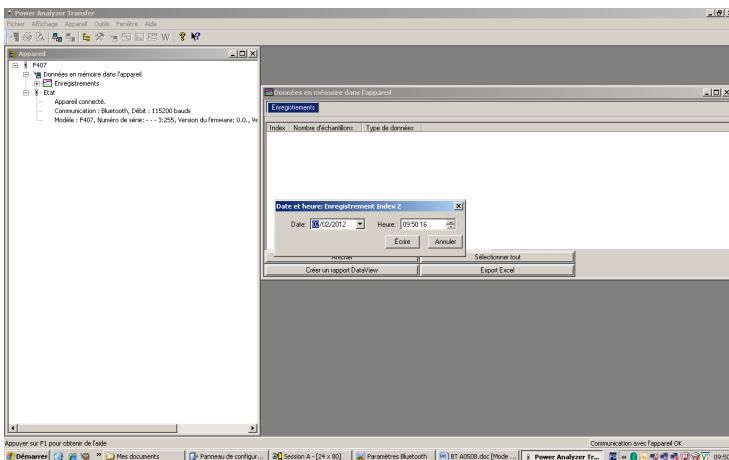 Power Analyzer Transfer
Fichier Affichage Appareil Outils Fenêtre Aide
Appareil
F407
Données en mémoire dans l'appareil
Enregistrements
Etat
Appareil connecté.
Communication : Bluetooth, Débit : 115200 bauds
Modèle : F407, Numéro de série: - - - 3:255, Version du firmware: 0.0., Ve
Données en mémoire dans l'appareil
Enregistrements
Index Nombre d'échantillons Type de données
Date et heure: Enregistrement Index 2
Date: 02/02/2012 Heure: 09:50:16
Écrire Annuler
Afficher Sélectionner tout
Créer un rapport DataView Export Excel
Appuyer sur F1 pour obtenir de l'aide Communication avec l'appareil OK
Démarrer Mes documents Panneau de configur... Session A - [24 x 80] Paramètres Bluetooth BT A0508.doc [Mode ... Power Analyzer Tr... 09:50